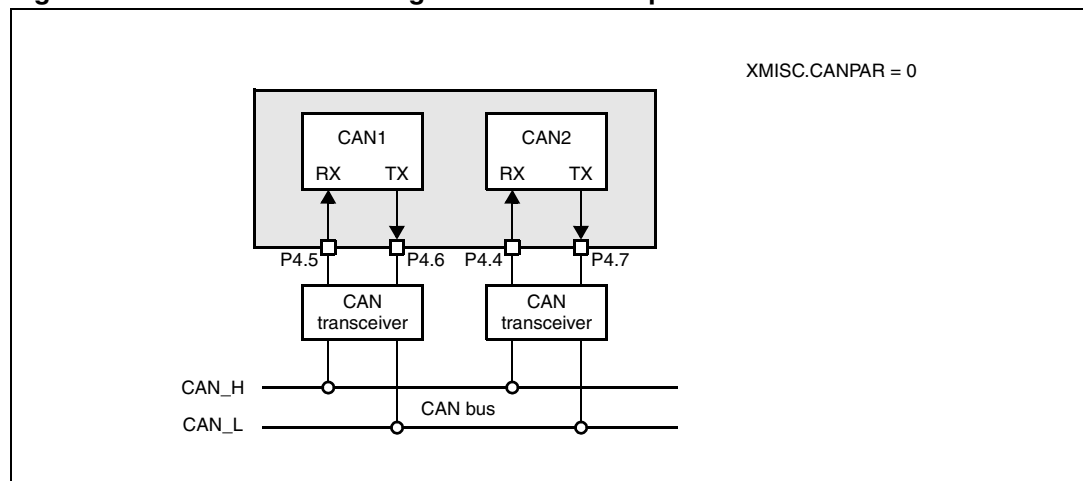 XMISC.CANPAR = 0
CAN1
CAN2
RX TX
RX TX
P4.5
P4.6
P4.4
P4.7
CAN
transceiver
CAN
transceiver
CAN_H
CAN bus
CAN_L